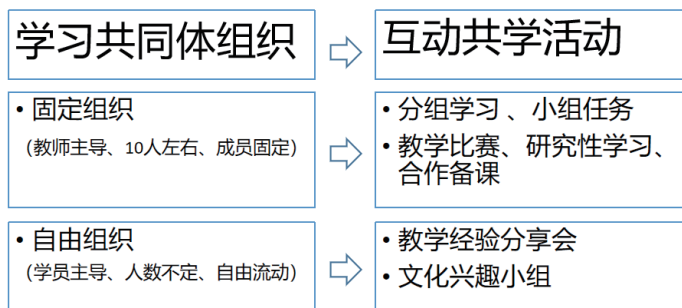 学习共同体组织
互动共学活动
• 固定组织
（教师主导、10人左右、成员固定）
• 分组学习 、小组任务
• 教学比赛、研究性学习、
合作备课
• 自由组织
（学员主导、人数不定、自由流动）
• 教学经验分享会
• 文化兴趣小组